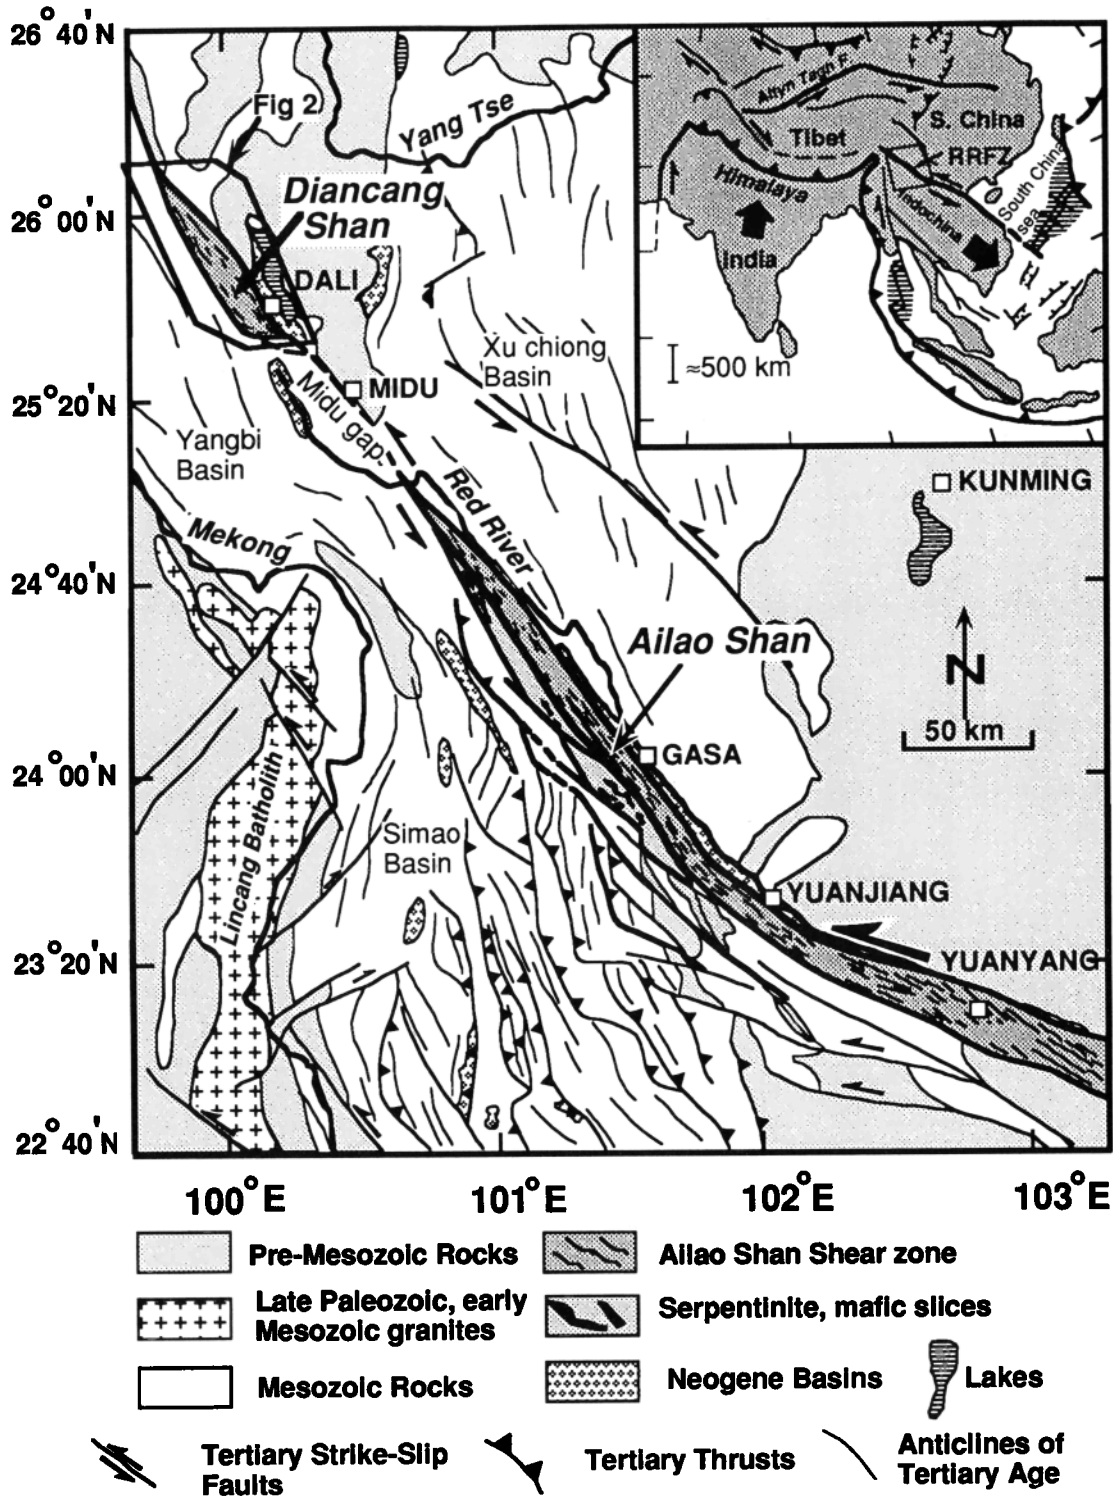 26°40'N
26°00'N
25°20'N
24°40'N
24°00'N
23°20'N
22°40'N
100°E
101°E
102°E
103°E
Fig 2
Yang Tse
Diancang
Shan
DALI
MIDU
Midu gap
Xu chiong
Basin
Yangbi
Basin
Mekong
Red River
Ailao Shan
GASA
KUNMING
N
50 km
Simao
Basin
Lincang Batholith
YUANJIANG
YUANYANG
Altyn Tagh F.
Tibet
S. China
RRFZ
Himalaya
India
Indochina
South China
sea
≈500 km
Pre-Mesozoic Rocks
Ailao Shan Shear zone
Late Paleozoic, early
Mesozoic granites
Serpentinite, mafic slices
Mesozoic Rocks
Neogene Basins
Lakes
Tertiary Strike-Slip
Faults
Tertiary Thrusts
Anticlines of
Tertiary Age